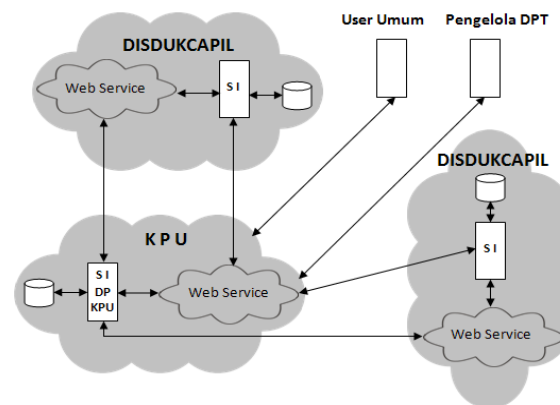 User Umum
Pengelola DPT
DISDUKCAPIL
Web Service
S I
DISDUKCAPIL
S I
K P U
S I
DP
KPU
Web Service
Web Service